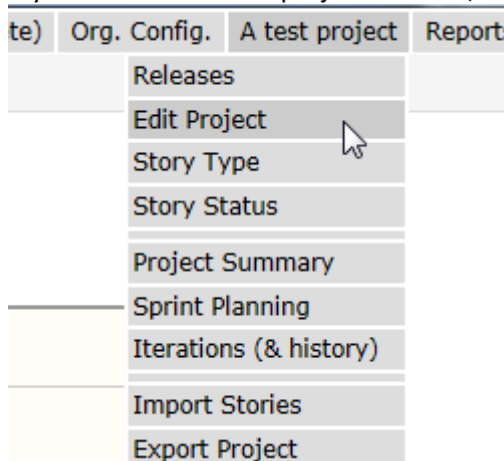 te) Org. Config. A test project Report
Releases
Edit Project
Story Type
Story Status
Project Summary
Sprint Planning
Iterations (& history)
Import Stories
Export Project